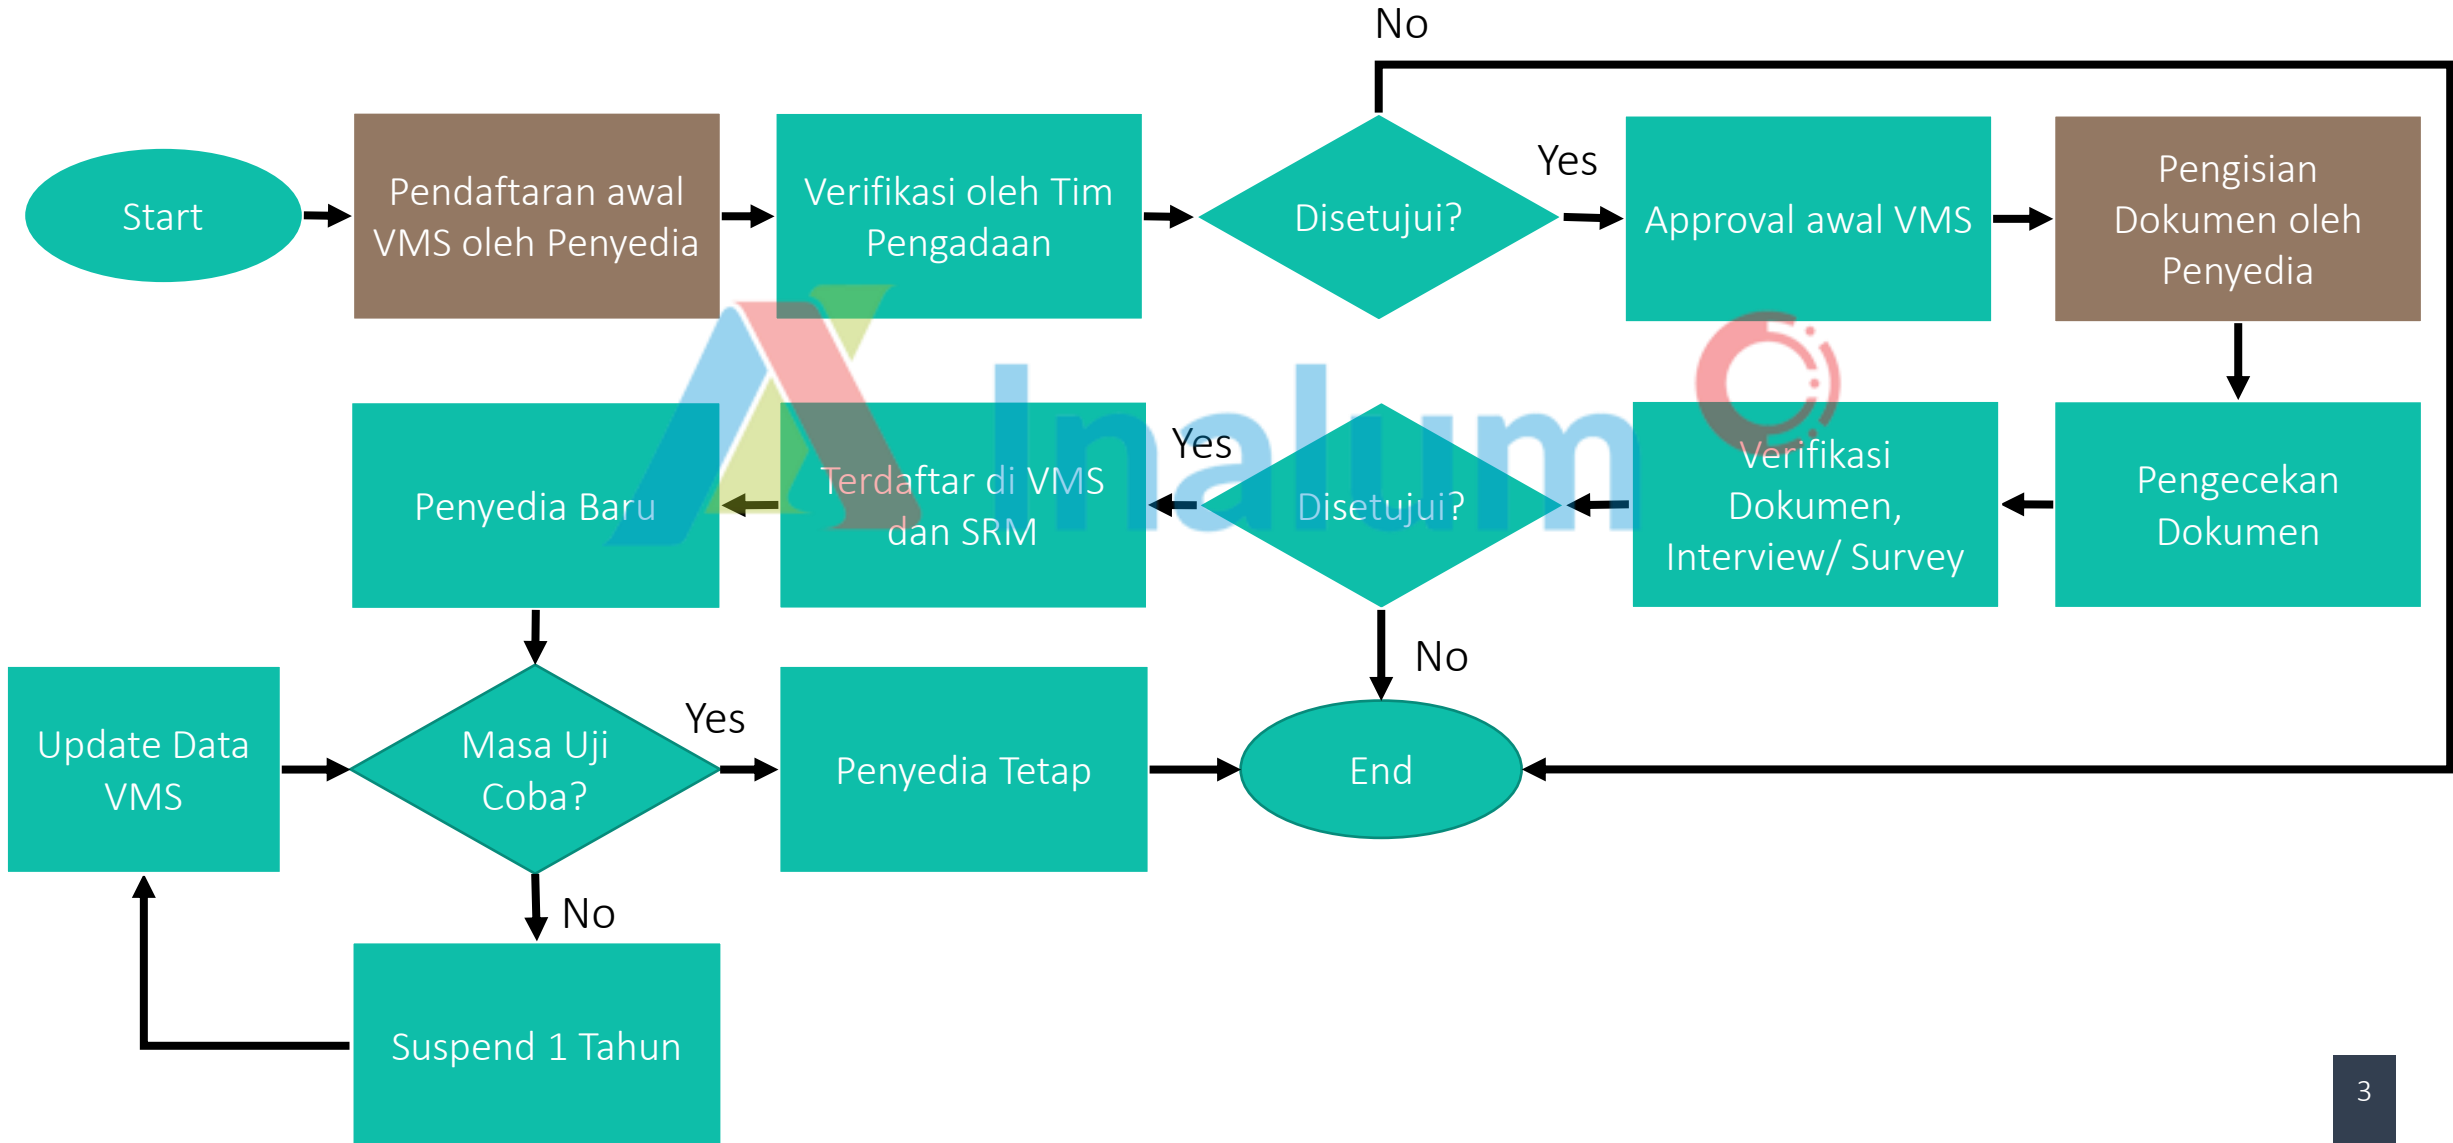 No
Start
Pendaftaran awal
VMS oleh Penyedia
Verifikasi oleh Tim
Pengadaan
Disetujui?
Yes
Approval awal VMS
Pengisian
Dokumen oleh
Penyedia
Pengecekan
Dokumen
Verifikasi
Dokumen,
Interview/ Survey
Disetujui?
Yes
Terdaftar di VMS
dan SRM
Penyedia Baru
Inalum
No
Update Data
VMS
Masa Uji
Coba?
Yes
Penyedia Tetap
End
No
Suspend 1 Tahun
3